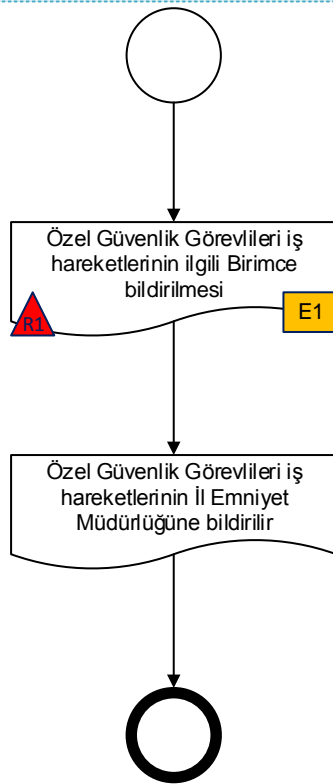 Özel Güvenlik Görevlileri iş
hareketlerinin ilgili Birimce
bildirilmesi
R1
E1
Özel Güvenlik Görevlileri iş
hareketlerinin İl Emniyet
Müdürlüğüne bildirilir